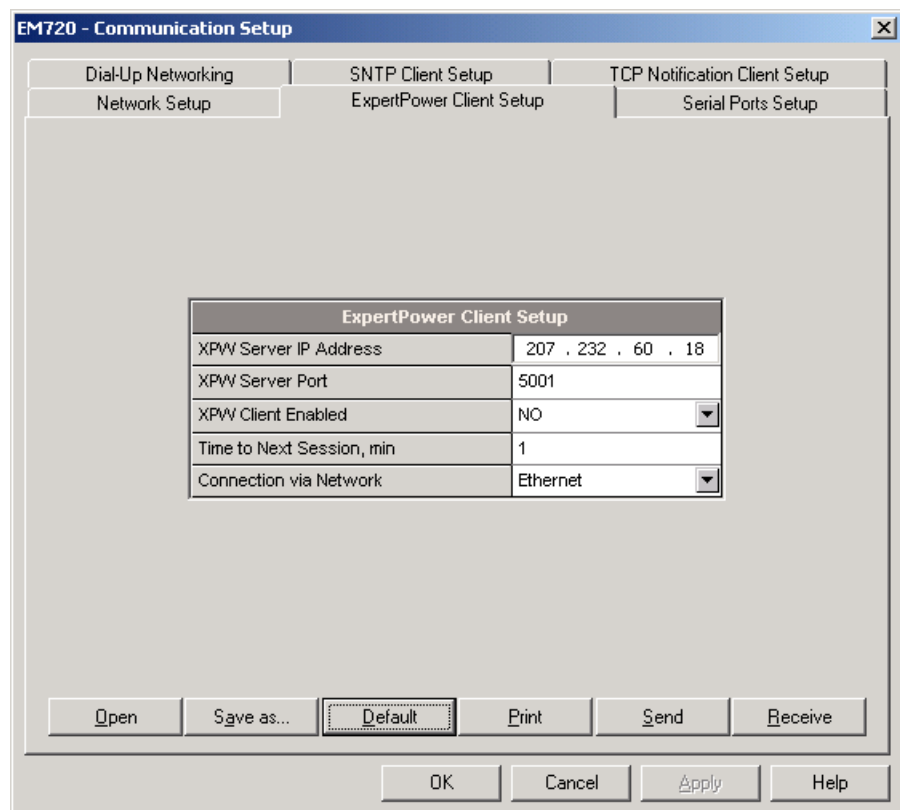 EM720 - Communication Setup
Dial-Up Networking SNTP Client Setup TCP Notification Client Setup
Network Setup ExpertPower Client Setup Serial Ports Setup
ExpertPower Client Setup
XPW Server IP Address 207 . 232 . 60 . 18
XPW Server Port 5001
XPW Client Enabled NO
Time to Next Session, min 1
Connection via Network Ethernet
Open Save as... Default Print Send Receive
OK Cancel Apply Help